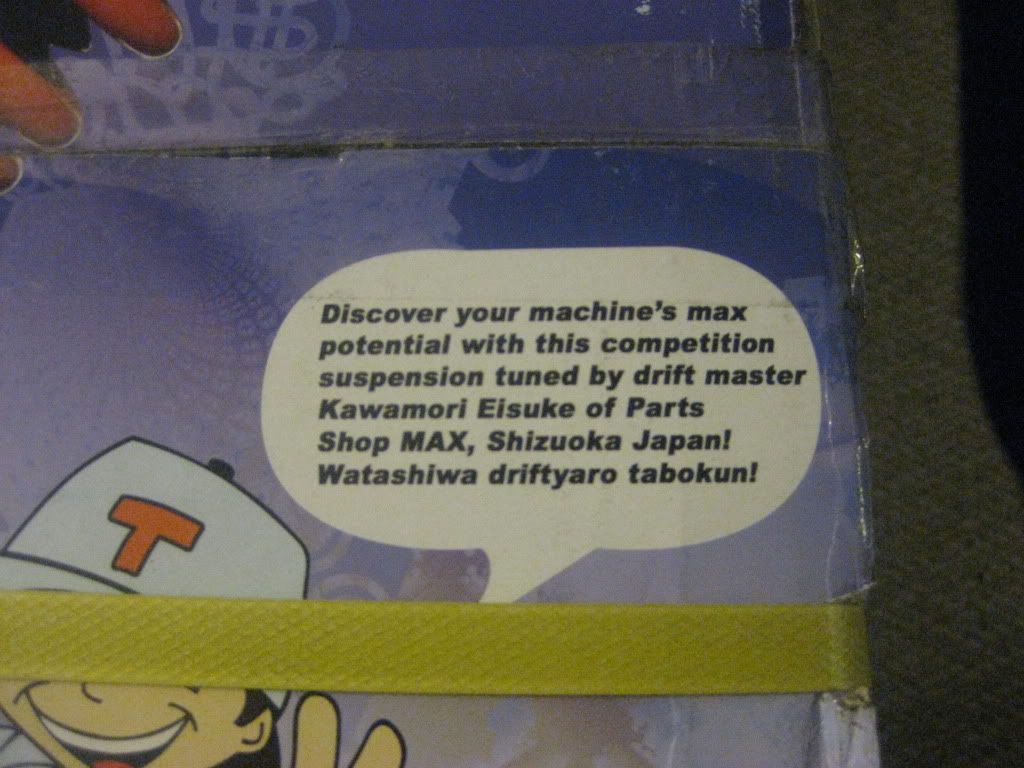 Discover your machine's max
potential with this competition
suspension tuned by drift master
Kawamori Eisuke of Parts
Shop MAX, Shizuoka Japan!
Watashiwa driftyaro tabokun!
T